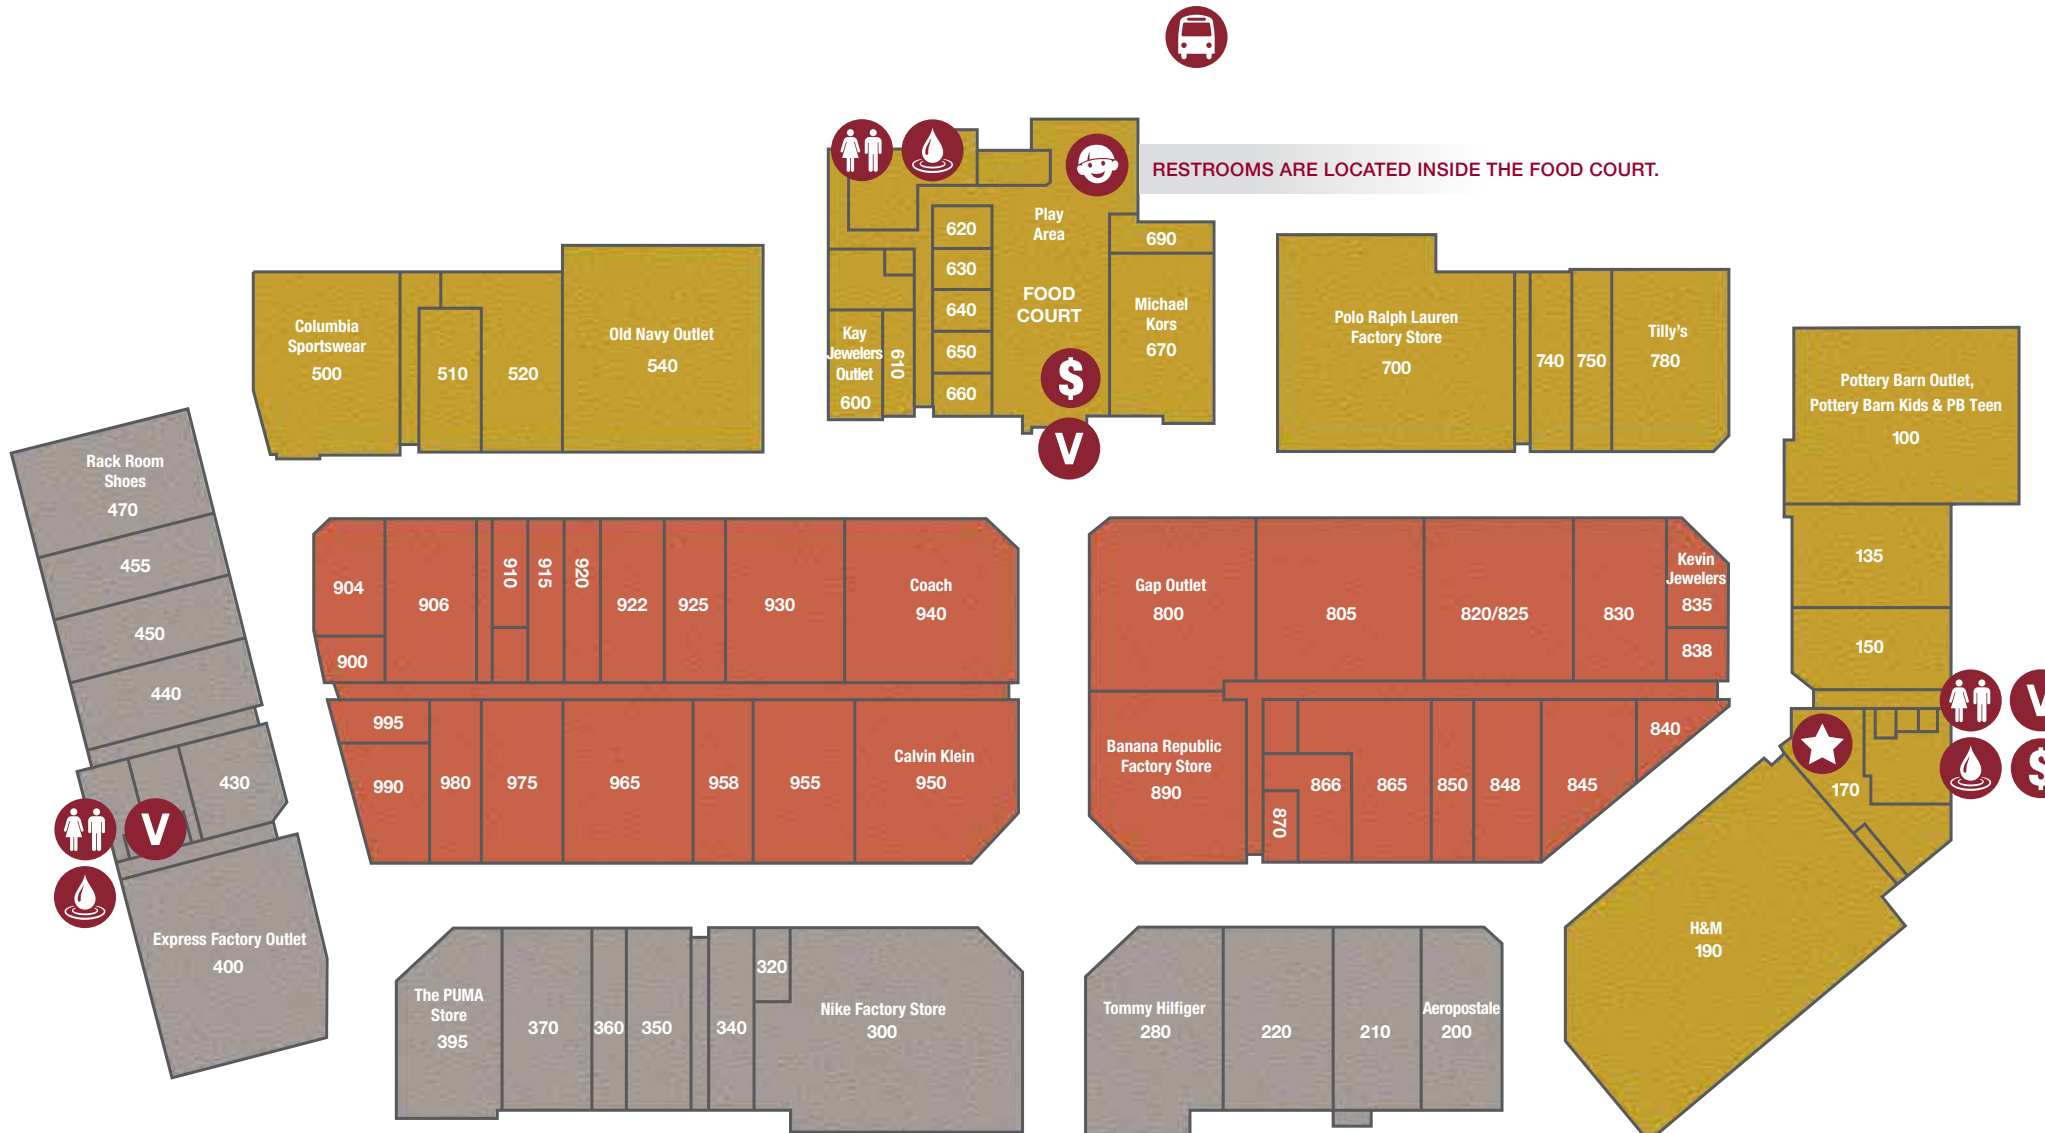 RESTROOMS ARE LOCATED INSIDE THE FOOD COURT.
Play
Area
620
630
640
650
660
690
FOOD
COURT
Michael
Kors
670
Kay
Jewelers
Outlet
600
610
$
V
Columbia
Sportswear
500
510
520
Old Navy Outlet
540
Polo Ralph Lauren
Factory Store
700
740
750
Tilly's
780
Pottery Barn Outlet,
Pottery Barn Kids & PB Teen
100
135
150
V
$
170
H&M
190
Rack Room
Shoes
470
455
450
440
430
V
Express Factory Outlet
400
904
900
906
910
915
920
922
925
930
Coach
940
995
990
980
975
965
958
955
Calvin Klein
950
Gap Outlet
800
805
820/825
830
Kevin
Jewelers
835
838
840
Banana Republic
Factory Store
890
870
866
865
850
848
845
The PUMA
Store
395
370
360
350
340
320
Nike Factory Store
300
Tommy Hilfiger
280
220
210
Aeropostale
200